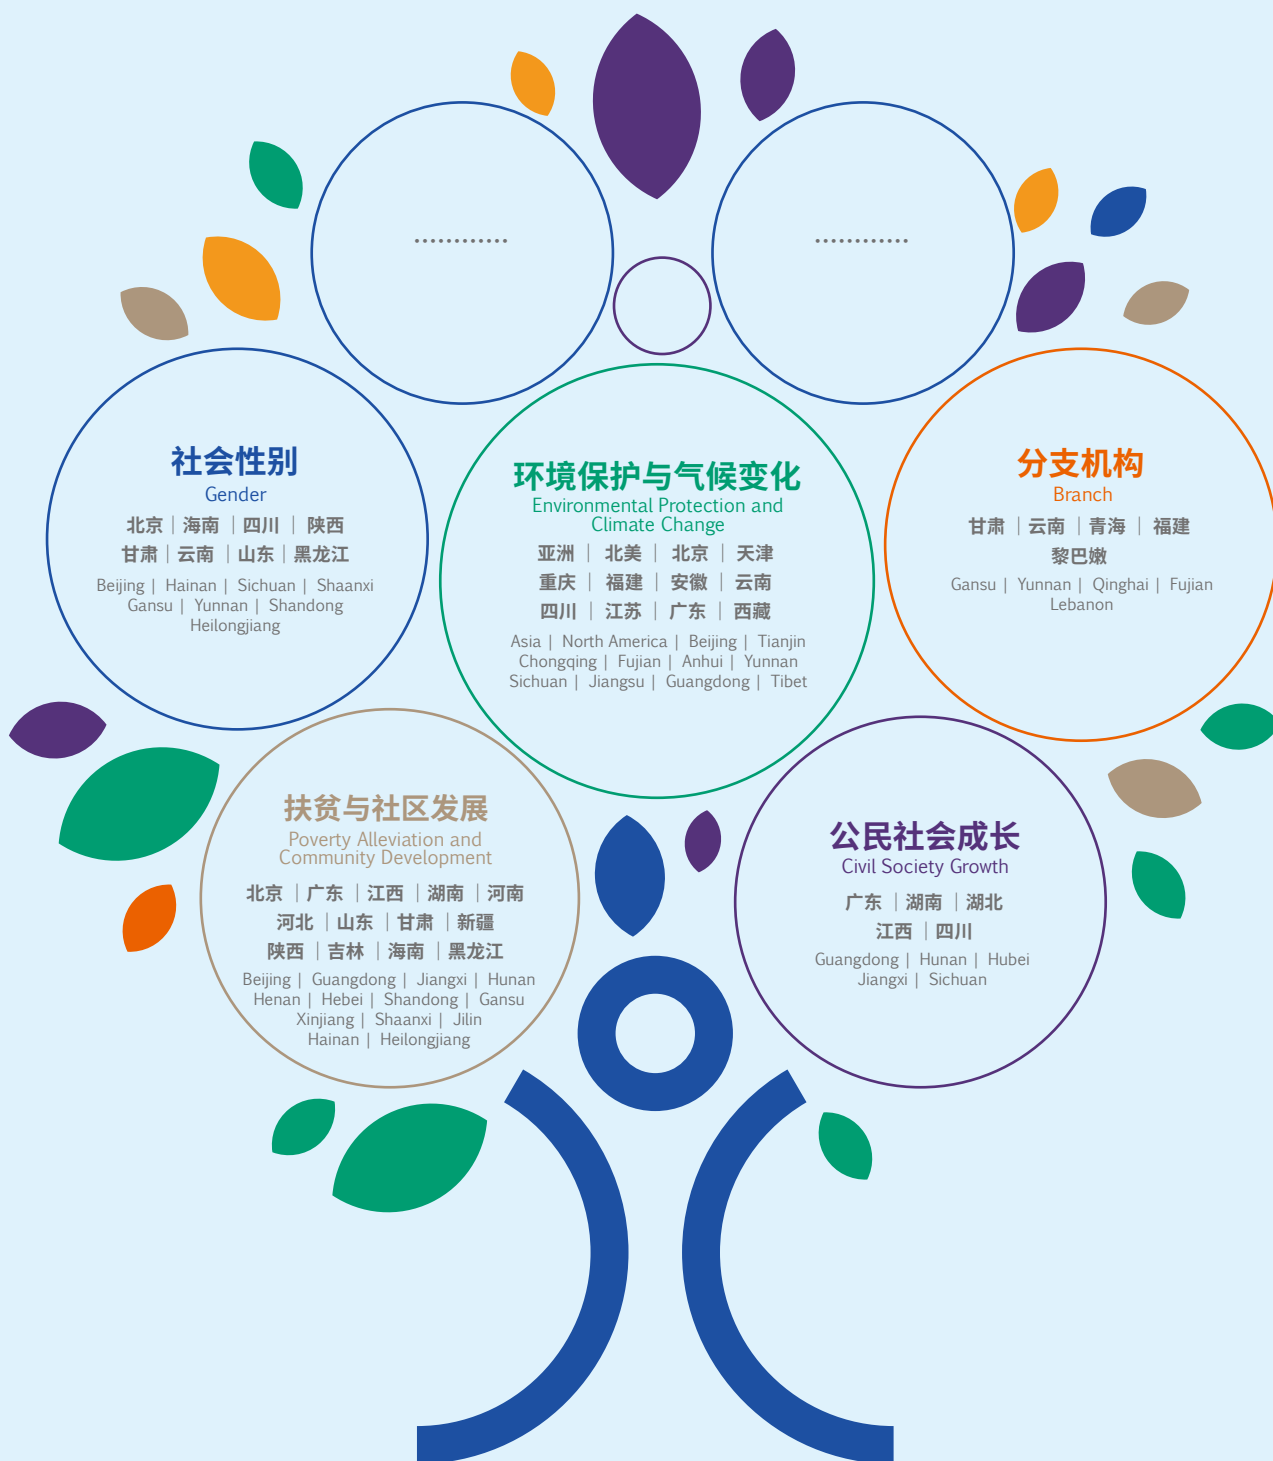 ............
............
社会性别
Gender
北京｜海南｜四川｜陕西
甘肃｜云南｜山东｜黑龙江
Beijing | Hainan | Sichuan | Shaanxi
Gansu | Yunnan | Shandong
Heilongjiang
环境保护与气候变化
Environmental Protection and
Climate Change
亚洲｜北美｜北京｜天津
重庆｜福建｜安徽｜云南
四川｜江苏｜广东｜西藏
Asia | North America | Beijing | Tianjin
Chongqing | Fujian | Anhui | Yunnan
Sichuan | Jiangsu | Guangdong | Tibet
分支机构
Branch
甘肃｜云南｜青海｜福建
黎巴嫩
Gansu | Yunnan | Qinghai | Fujian
Lebanon
扶贫与社区发展
Poverty Alleviation and
Community Development
北京｜广东｜江西｜湖南｜河南
河北｜山东｜甘肃｜新疆
陕西｜吉林｜海南｜黑龙江
Beijing | Guangdong | Jiangxi | Hunan
Henan | Hebei | Shandong | Gansu
Xinjiang | Shaanxi | Jilin
Hainan | Heilongjiang
公民社会成长
Civil Society Growth
广东｜湖南｜湖北
江西｜四川
Guangdong | Hunan | Hubei
Jiangxi | Sichuan